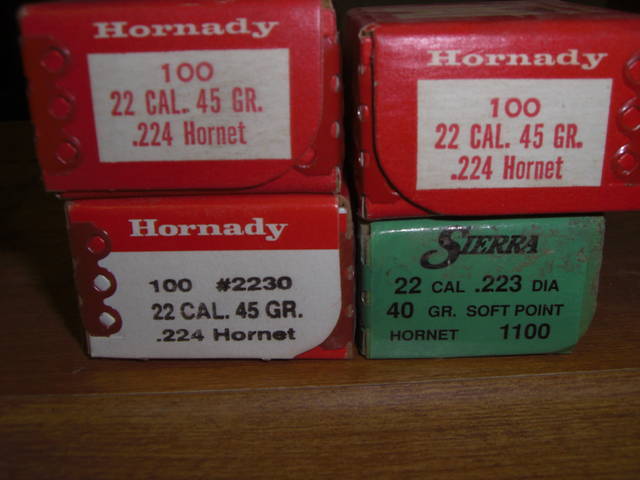 Hornady
100
22 CAL. 45 GR.
.224 Hornet
Hornady
100
22 CAL. 45 GR.
.224 Hornet
Hornady
100 #2230
22 CAL. 45 GR.
.224 Hornet
SIERRA
22 CAL .223 DIA
40 GR. SOFT POINT
HORNET 1100